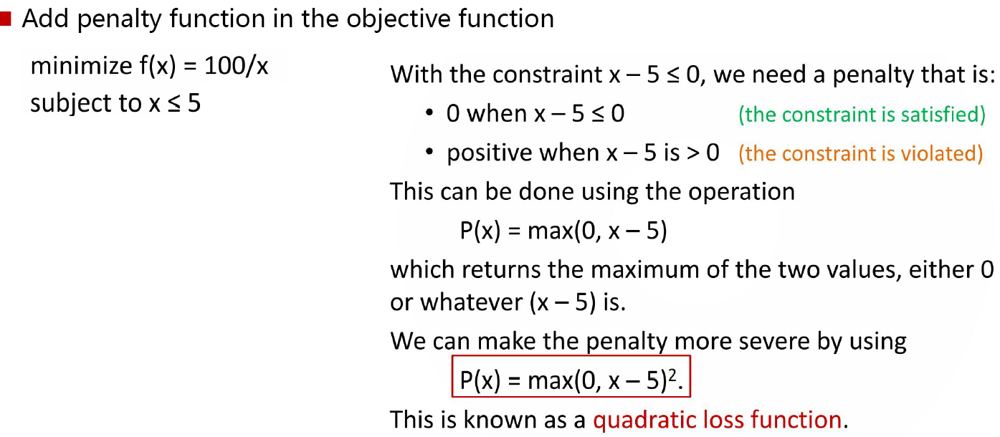 Add penalty function in the objective function
minimize f(x) = 100/x
subject to x ≤ 5
With the constraint x – 5 ≤ 0, we need a penalty that is:
• 0 when x – 5 ≤ 0 (the constraint is satisfied)
• positive when x – 5 is > 0 (the constraint is violated)
This can be done using the operation
P(x) = max(0, x – 5)
which returns the maximum of the two values, either 0
or whatever (x – 5) is.
We can make the penalty more severe by using
P(x) = max(0, x – 5)².
This is known as a quadratic loss function.